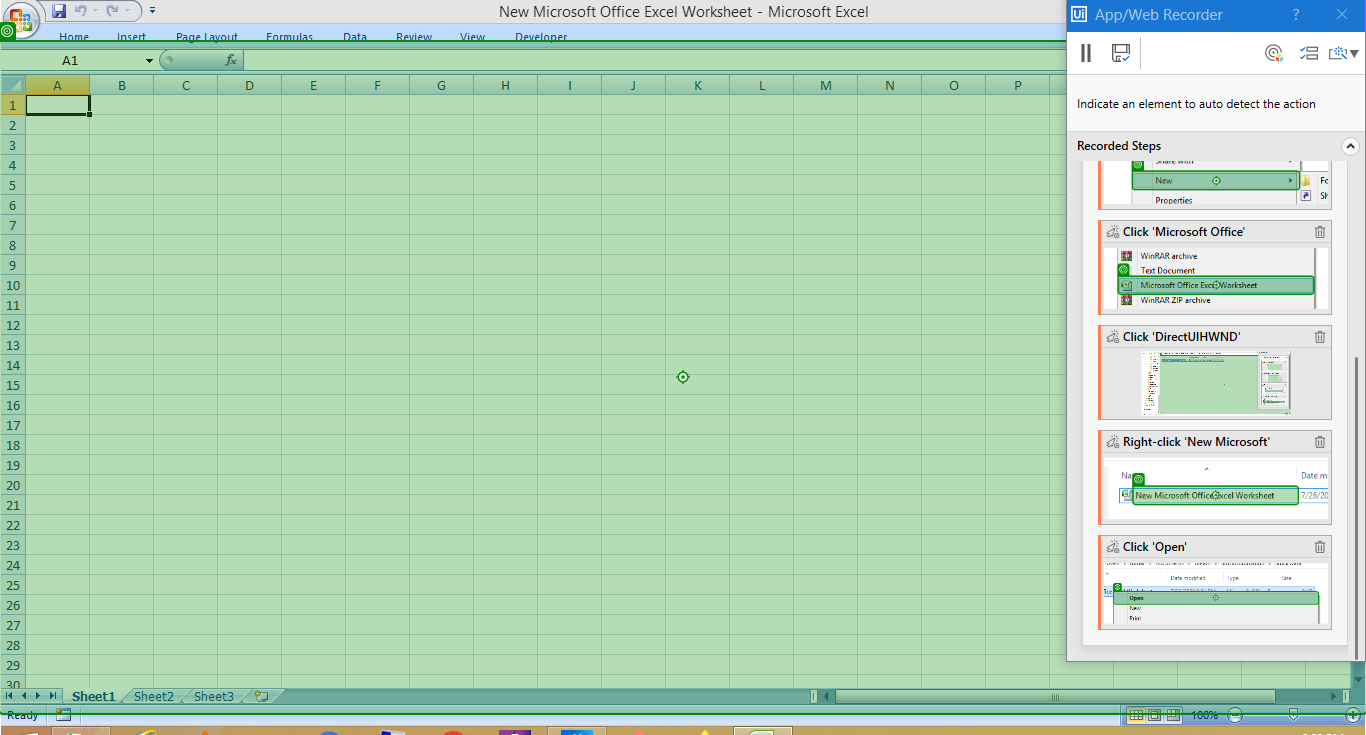 New Microsoft Office Excel Worksheet - Microsoft Excel
Home Insert Page Layout Formulas Data Review View Developer
A1 fx
A B C D E F G H I J K L M N O P
1
2
3
4
5
6
7
8
9
10
11
12
13
14
15
16
17
18
19
20
21
22
23
24
25
26
27
28
29
30
Sheet1 Sheet2 Sheet3
Ready 100%
Ui App/Web Recorder ?
Indicate an element to auto detect the action
Recorded Steps
Share with
New Fo
Sh
Properties
Click 'Microsoft Office'
WinRAR archive
Text Document
Microsoft Office Excel Worksheet
WinRAR ZIP archive
Click 'DirectUIHWND'
Right-click 'New Microsoft'
Na Date m
New Microsoft Office Excel Worksheet 7/26/20
Click 'Open'
Date modified Type Size
Open
New
Print